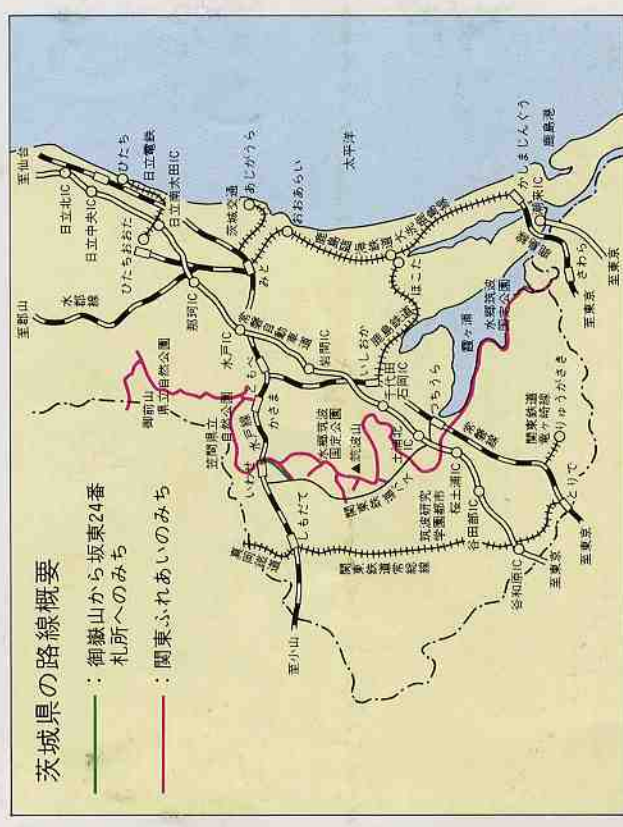 茨城県の路線概要
:御嶽山から坂東24番
札所へのみち
:関東ふれあいのみち
至仙台
日立北IC
日立中央IC
ひたち
日立電鉄
日立南太田IC
ひたちおおた
至郡山
水郡線
那珂IC
茨城交通
あじがうら
おおあらい
みと
太平洋
鹿島臨海鉄道
大洗鹿島線
水戸IC
常磐自動車道
岩間IC
御前山
県立自然公園
笠間県立
自然公園
ともべ
かさま
水戸線
いわせ
いしおか
鹿島鉄道
ほこた
千代田
石岡IC
水郷筑波
国定公園
▲筑波山
土浦北IC
つちうら
霞ヶ浦
水郷筑波
国定公園
かしまじんぐう
鹿島港
潮来IC
鹿島線
さわら
至東京
至東京
しもだて
真岡鉄道
至小山
関東鉄道常総線
筑波研究
学園都市
桜土浦IC
谷田部IC
谷和原IC
常磐線
関東鉄道
竜ヶ崎線
りゅうがさき
とりで
至東京
至東京